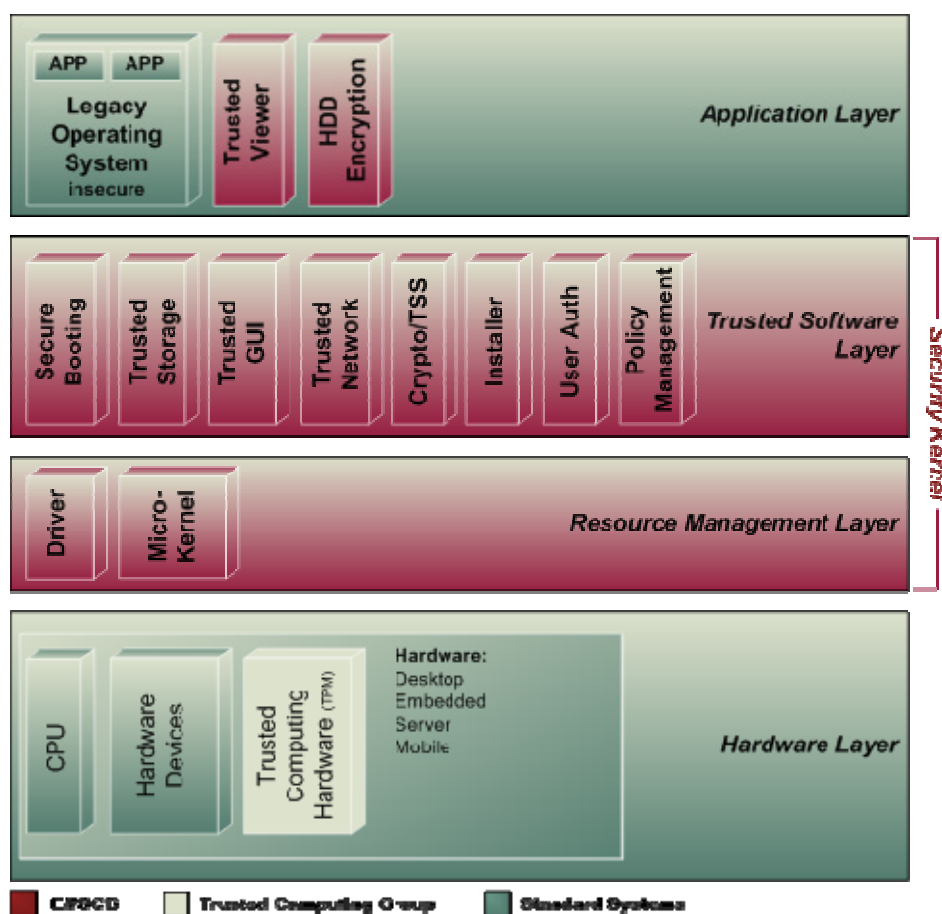 APP APP
Legacy
Operating
System
insecure
Trusted
Viewer
HDD
Encryption
Application Layer
Secure
Booting
Trusted
Storage
Trusted
GUI
Trusted
Network
Crypto/TSS
Installer
User Auth
Policy
Management
Trusted Software
Layer
Security Kernel
Driver
Micro-
Kernel
Resource Management Layer
CPU
Hardware
Devices
Trusted
Computing
Hardware (TPM)
Hardware:
Desktop
Embedded
Server
Mobile
Hardware Layer
Trusted Computing Group
Standard Systems